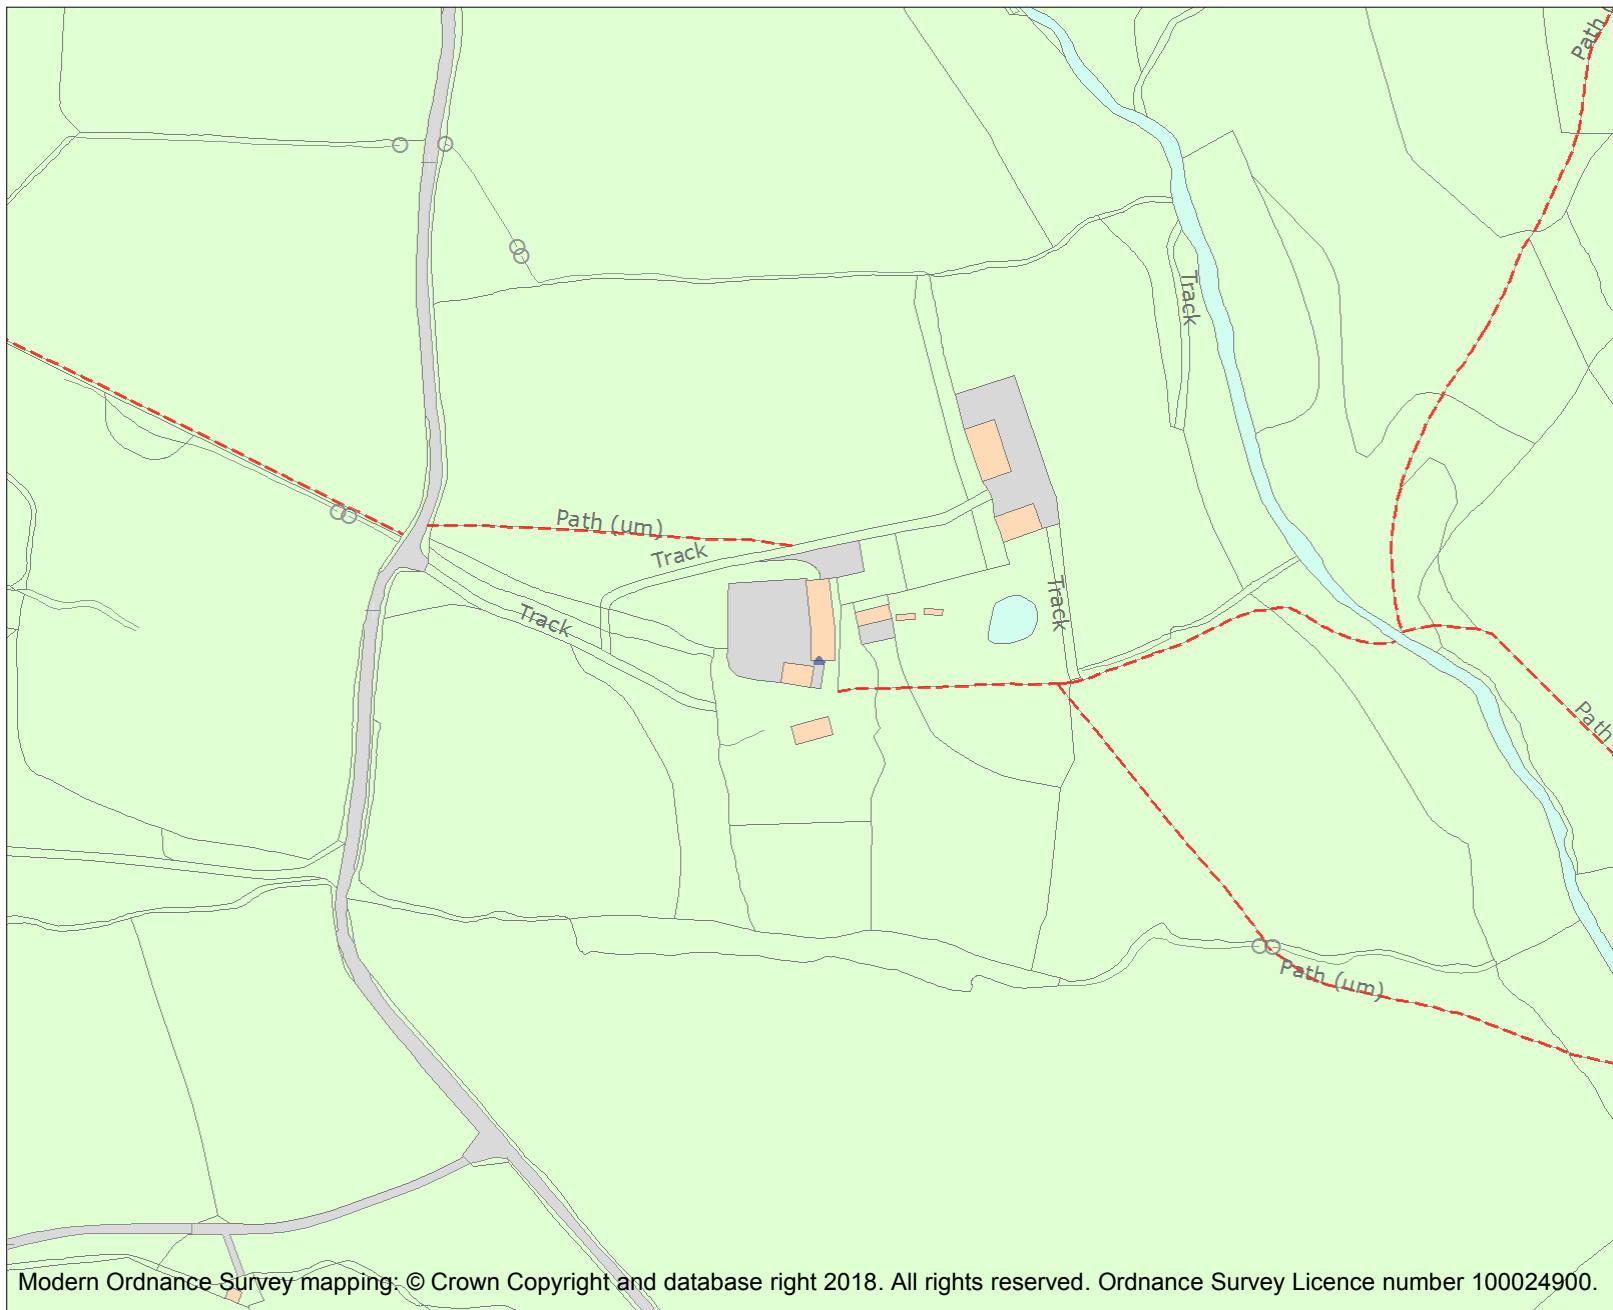 Path (
Track
Path (um)
Track
Track
Track
Path
Path (um)
Modern Ordnance Survey mapping: © Crown Copyright and database right 2018. All rights reserved. Ordnance Survey Licence number 100024900.